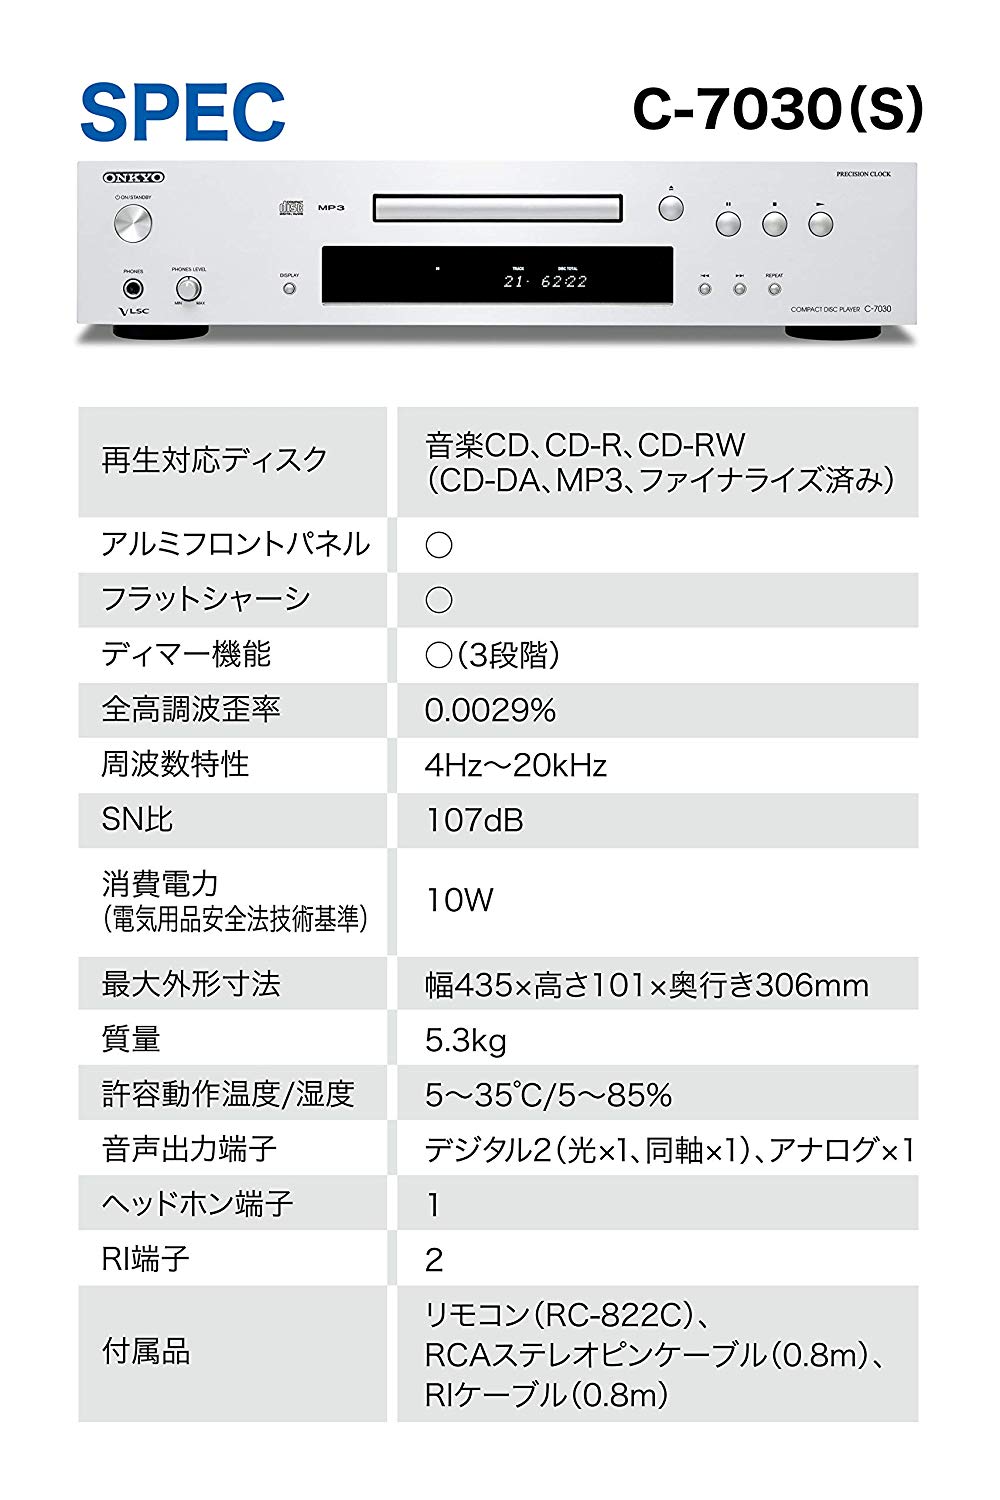 SPEC
C-7030(S)
ONKYO
PRECISION CLOCK
ON/STANDBY
MP3
PHONES
PHONES LEVEL
MIN MAX
DISPLAY
TRACK
DISC TOTAL
21 62:22
REPEAT
VLSC
COMPACT DISC PLAYER C-7030
再生対応ディスク
音楽CD、CD-R、CD-RW
(CD-DA、MP3、ファイナライズ済み)
アルミフロントパネル
○
フラットシャーシ
○
ディマー機能
○(3段階)
全高調波歪率
0.0029%
周波数特性
4Hz〜20kHz
SN比
107dB
消費電力
(電気用品安全法技術基準)
10W
最大外形寸法
幅435×高さ101×奥行き306mm
質量
5.3kg
許容動作温度/湿度
5〜35℃/5〜85%
音声出力端子
デジタル2(光×1、同軸×1)、アナログ×1
ヘッドホン端子
1
RI端子
2
付属品
リモコン(RC-822C)、
RCAステレオピンケーブル(0.8m)、
RIケーブル(0.8m)